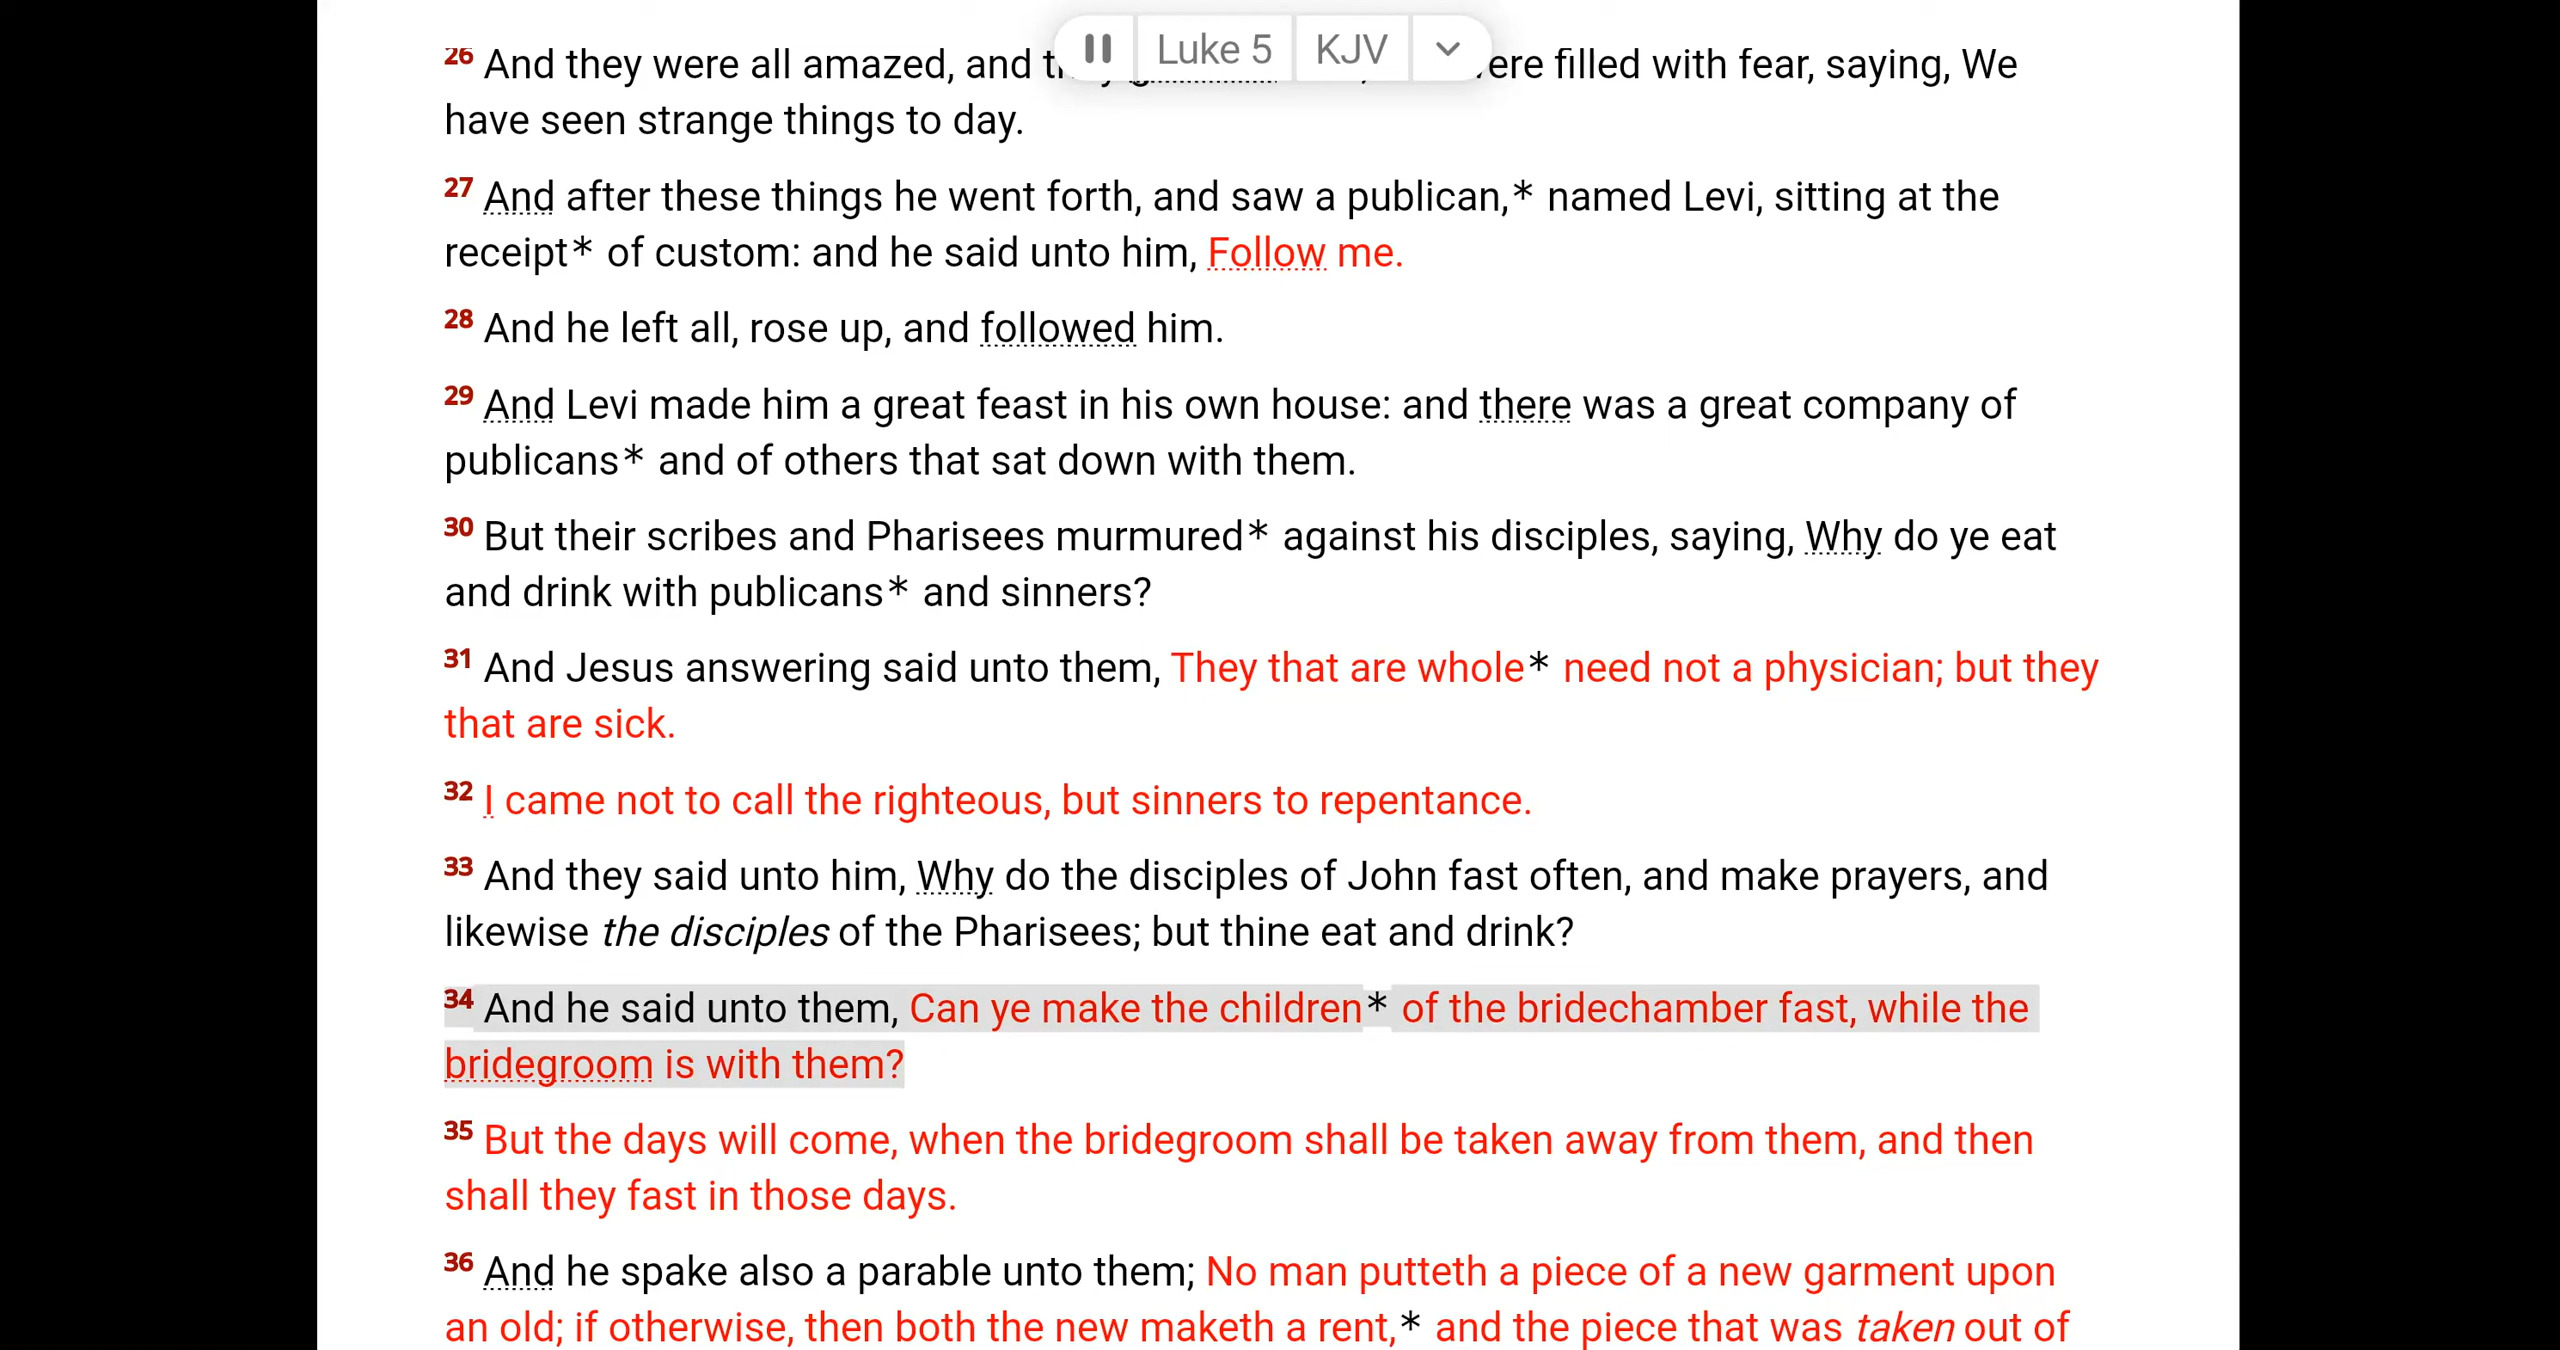 Luke 5 KJV
26 And they were all amazed, and ere filled with fear, saying, We
have seen strange things to day.
27 And after these things he went forth, and saw a publican,* named Levi, sitting at the
receipt* of custom: and he said unto him, Follow me.
28 And he left all, rose up, and followed him.
29 And Levi made him a great feast in his own house: and there was a great company of
publicans* and of others that sat down with them.
30 But their scribes and Pharisees murmured* against his disciples, saying, Why do ye eat
and drink with publicans* and sinners?
31 And Jesus answering said unto them, They that are whole* need not a physician; but they
that are sick.
32 I came not to call the righteous, but sinners to repentance.
33 And they said unto him, Why do the disciples of John fast often, and make prayers, and
likewise the disciples of the Pharisees; but thine eat and drink?
34 And he said unto them, Can ye make the children* of the bridechamber fast, while the
bridegroom is with them?
35 But the days will come, when the bridegroom shall be taken away from them, and then
shall they fast in those days.
36 And he spake also a parable unto them; No man putteth a piece of a new garment upon
an old; if otherwise, then both the new maketh a rent,* and the piece that was taken out of